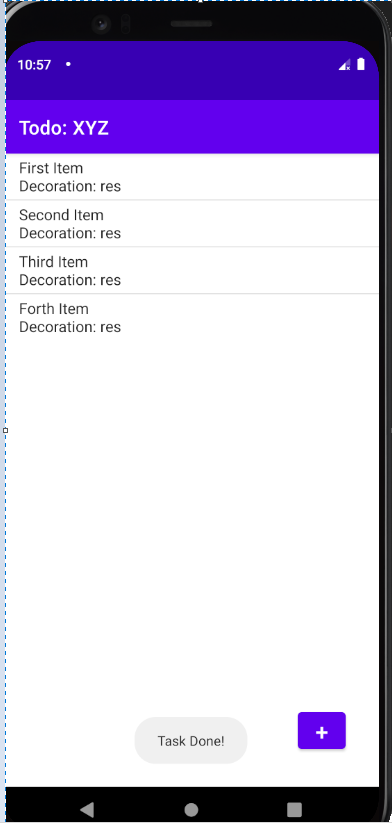 10:57
Todo: XYZ
First Item
Decoration: res
Second Item
Decoration: res
Third Item
Decoration: res
Forth Item
Decoration: res
Task Done!
+